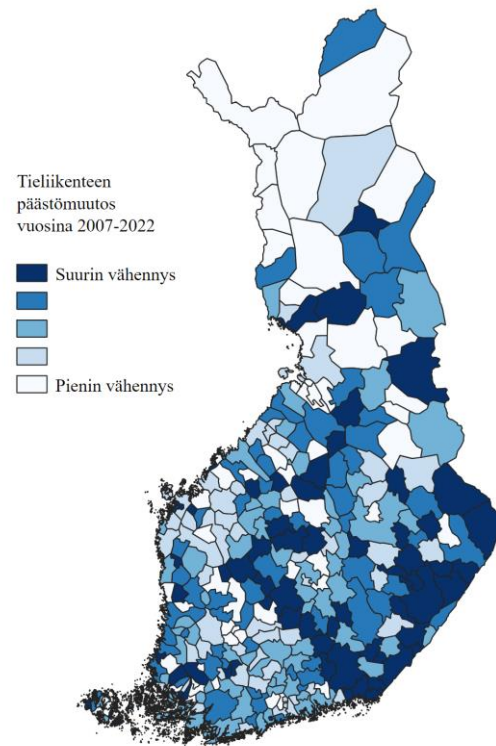 Tieliikenteen
päästömuutos
vuosina 2007-2022
Suurin vähennys
Pienin vähennys